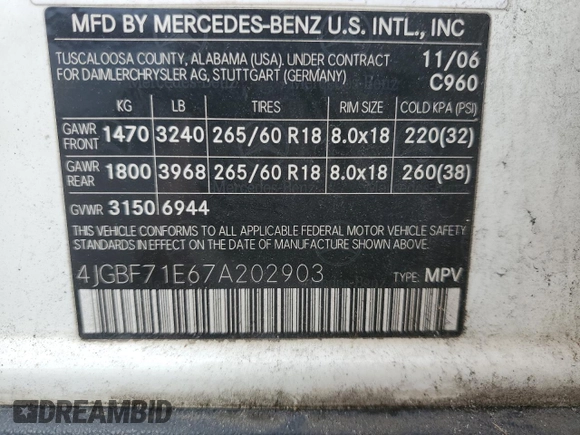 MFD BY MERCEDES-BENZ U.S. INTL., INC
TUSCALOOSA COUNTY, ALABAMA (USA). UNDER CONTRACT 11/06
FOR DAIMLERCHRYSLER AG, STUTTGART (GERMANY) C960
KG LB TIRES RIM SIZE COLD KPA (PSI)
GAWR FRONT 1470 3240 265/60 R18 8.0x18 220(32)
GAWR REAR 1800 3968 265/60 R18 8.0x18 260(38)
GVWR 3150 6944
THIS VEHICLE CONFORMS TO ALL APPLICABLE FEDERAL MOTOR VEHICLE SAFETY
AND THEFT PREVENTION STANDARDS IN EFFECT ON THE DATE OF MANUFACTURE SHOWN ABOVE.
4JGBF71E67A202903 TYPE: MPV
DREAMBID